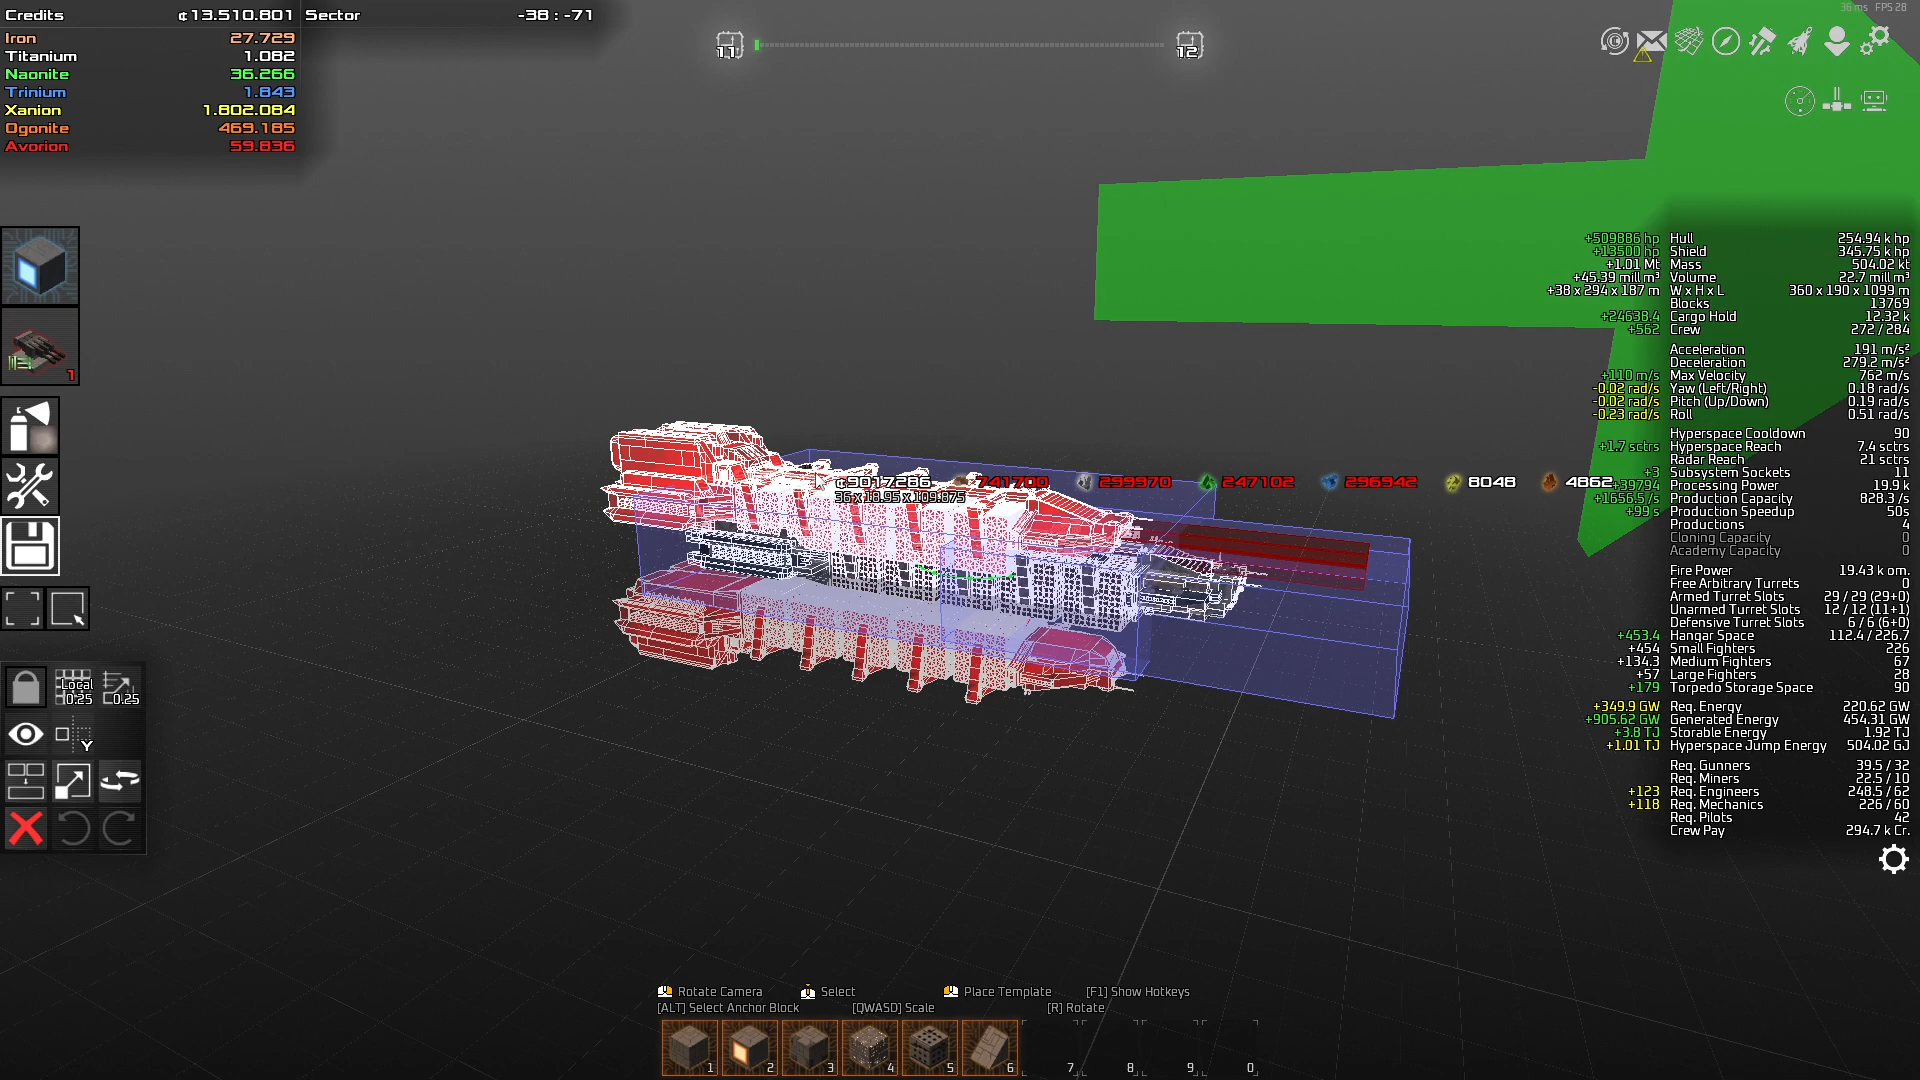 Credits ¢13.510.801 Sector -38 : -71
36 ms FPS 28
Iron 27.729
Titanium 1.082
Naonite 36.266
Trinium 1.843
Xanion 1.802.084
Ogonite 469.185
Avorion 59.836
11 12
1
Local
0.25 0.25
Y
¢9017286 741700 299970 247102 296942 8048 4862
36 x 18.95 x 109.875
+509886 hp Hull 254.94 k hp
+13500 hp Shield 345.75 k hp
+1.01 Mt Mass 504.02 kt
+45.39 mill m³ Volume 22.7 mill m³
+38 x 294 x 187 m W x H x L 360 x 190 x 1099 m
Blocks 13769
+24638.4 Cargo Hold 12.32 k
+562 Crew 272 / 284
Acceleration 191 m/s²
Deceleration 279.2 m/s²
+110 m/s Max Velocity 762 m/s
-0.02 rad/s Yaw (Left/Right) 0.18 rad/s
-0.02 rad/s Pitch (Up/Down) 0.19 rad/s
-0.23 rad/s Roll 0.51 rad/s
Hyperspace Cooldown 90
+1.7 sctrs Hyperspace Reach 7.4 sctrs
Radar Reach 21 sctrs
+3 Subsystem Sockets 11
+39794 Processing Power 19.9 k
+1656.5 /s Production Capacity 828.3 /s
+99 s Production Speedup 50s
Productions 4
Cloning Capacity 0
Academy Capacity 0
Fire Power 19.43 k om.
Free Arbitrary Turrets 0
Armed Turret Slots 29 / 29 (29+0)
Unarmed Turret Slots 12 / 12 (11+1)
Defensive Turret Slots 6 / 6 (6+0)
+453.4 Hangar Space 112.4 / 226.7
+454 Small Fighters 226
+134.3 Medium Fighters 67
+57 Large Fighters 28
+179 Torpedo Storage Space 90
+349.9 GW Req. Energy 220.62 GW
+905.62 GW Generated Energy 454.31 GW
+3.8 TJ Storable Energy 1.92 TJ
+1.01 TJ Hyperspace Jump Energy 504.02 GJ
Req. Gunners 39.5 / 32
Req. Miners 22.5 / 10
+123 Req. Engineers 248.5 / 62
+118 Req. Mechanics 226 / 60
Req. Pilots 42
Crew Pay 294.7 k Cr.
Rotate Camera Select Place Template [F1] Show Hotkeys
[ALT] Select Anchor Block [QWASD] Scale [R] Rotate
1 2 3 4 5 6 7 8 9 0